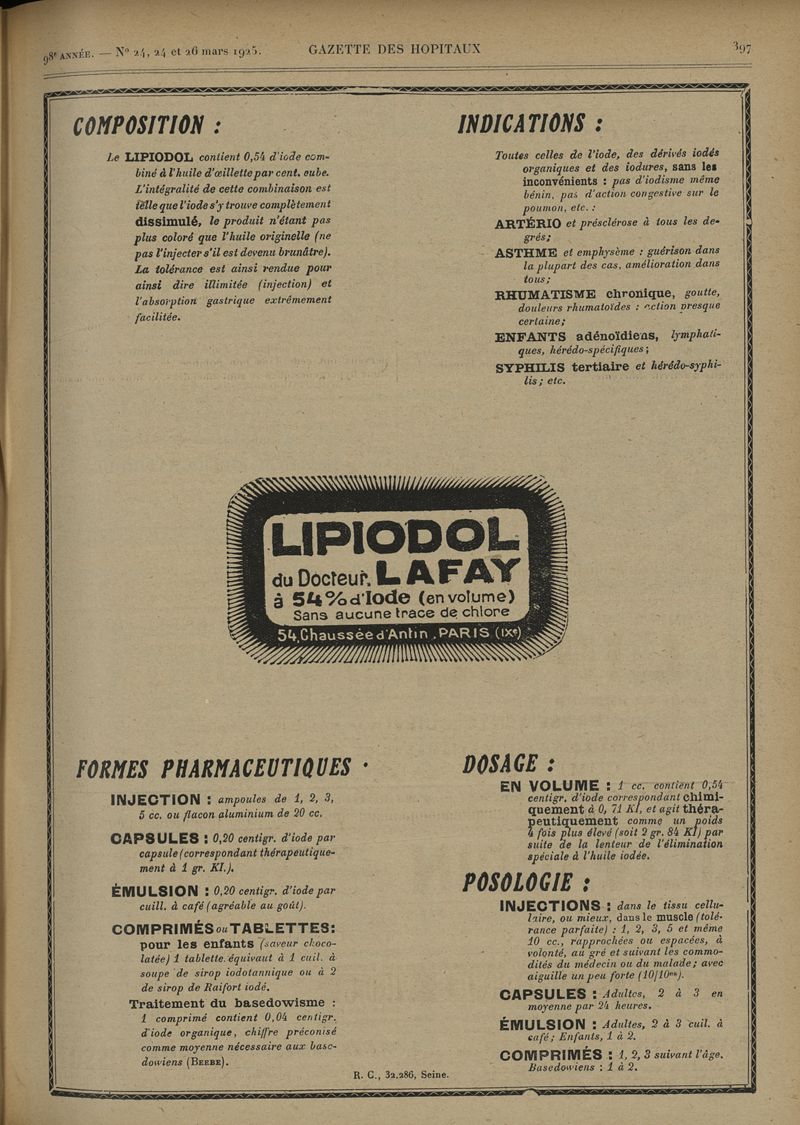 98e ANNÉE. — No 24, 24 et 26 mars 1925.
GAZETTE DES HOPITAUX
397
COMPOSITION :
Le LIPIODOL contient 0,54 d'iode com-
biné à l'huile d'œillette par cent. cube.
L'intégralité de cette combinaison est
telle que l'iode s'y trouve complètement
dissimulé, le produit n'étant pas
plus coloré que l'huile originelle (ne
pas l'injecter s'il est devenu brunâtre).
La tolérance est ainsi rendue pour
ainsi dire illimitée (injection) et
l'absorption gastrique extrêmement
facilitée.
INDICATIONS :
Toutes celles de l'iode, des dérivés iodés
organiques et des iodures, sans les
inconvénients : pas d'iodisme même
bénin, pas d'action congestive sur le
poumon, etc. :
ARTÉRIO et présclérose à tous les de-
grés;
ASTHME et emphysème : guérison dans
la plupart des cas, amélioration dans
tous;
RHUMATISME chronique, goutte,
douleurs rhumatoïdes : action presque
certaine;
ENFANTS adénoïdiens, lymphati-
ques, hérédo-spécifiques;
SYPHILIS tertiaire et hérédo-syphi-
lis; etc.
LIPIODOL
du Docteur. LAFAY
à 54% d'Iode (en volume)
Sans aucune trace de chlore
54, Chaussée d'Antin, PARIS (IXe)
FORMES PHARMACEUTIQUES
INJECTION : ampoules de 1, 2, 3,
5 cc. ou flacon aluminium de 20 cc.
CAPSULES : 0,20 centigr. d'iode par
capsule (correspondant thérapeutique-
ment à 1 gr. KI.).
ÉMULSION : 0,20 centigr. d'iode par
cuill. à café (agréable au goût).
COMPRIMÉS ou TABLETTES:
pour les enfants (saveur choco-
latée) 1 tablette équivaut à 1 cuil. à
soupe de sirop iodotannique ou à 2
de sirop de Raifort iodé.
Traitement du basedowisme :
1 comprimé contient 0,04 centigr.
d'iode organique, chiffre préconisé
comme moyenne nécessaire aux base-
dowiens (BEEBE).
DOSAGE :
EN VOLUME : 1 cc. contient 0,54
centigr. d'iode correspondant chimi-
quement à 0, 71 KI, et agit théra-
peutiquement comme un poids
4 fois plus élevé (soit 2 gr. 84 KI) par
suite de la lenteur de l'élimination
spéciale à l'huile iodée.
POSOLOGIE :
INJECTIONS : dans le tissu cellu-
laire, ou mieux, dans le muscle (tolé-
rance parfaite) : 1, 2, 3, 5 et même
10 cc., rapprochées ou espacées, à
volonté, au gré et suivant les commo-
dités du médecin ou du malade; avec
aiguille un peu forte (10/10mm).
CAPSULES : Adultes, 2 à 3 en
moyenne par 24 heures.
ÉMULSION : Adultes, 2 à 3 cuil. à
café; Enfants, 1 à 2.
COMPRIMÉS : 1, 2, 3 suivant l'âge.
Basedowiens : 1 à 2.
R. C., 32.286, Seine.